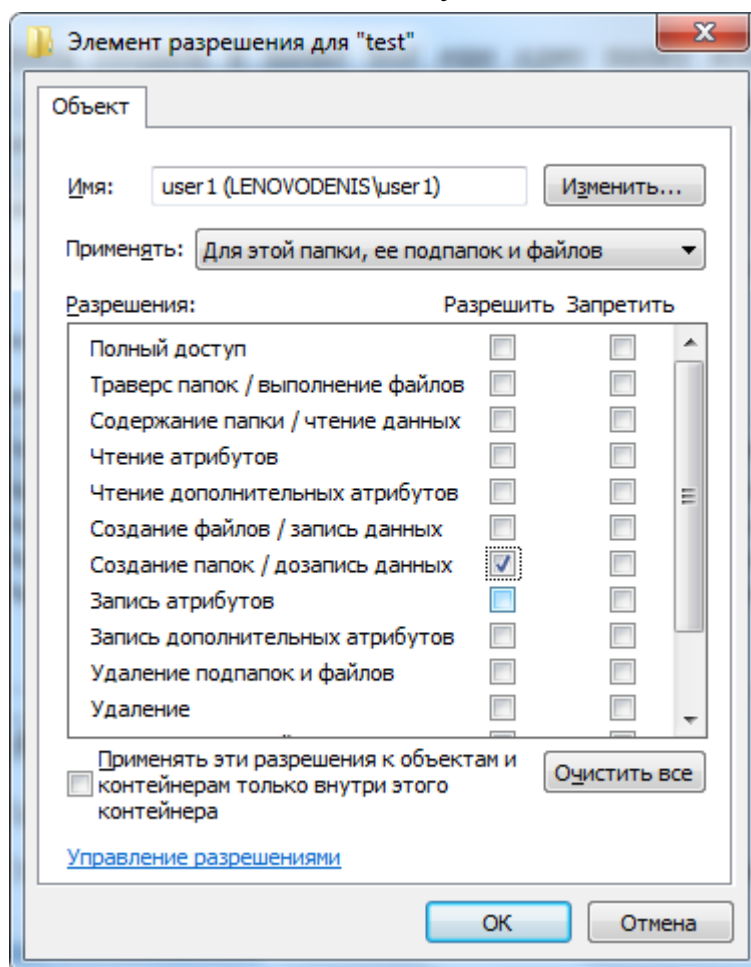 Элемент разрешения для "test"
Объект
Имя: user1 (LENOVODENIS\user1) Изменить...
Применять: Для этой папки, ее подпапок и файлов
Разрешения: Разрешить Запретить
Полный доступ
Траверс папок / выполнение файлов
Содержание папки / чтение данных
Чтение атрибутов
Чтение дополнительных атрибутов
Создание файлов / запись данных
Создание папок / дозапись данных
Запись атрибутов
Запись дополнительных атрибутов
Удаление подпапок и файлов
Удаление
Применять эти разрешения к объектам и
контейнерам только внутри этого
контейнера
Очистить все
Управление разрешениями
ОК Отмена